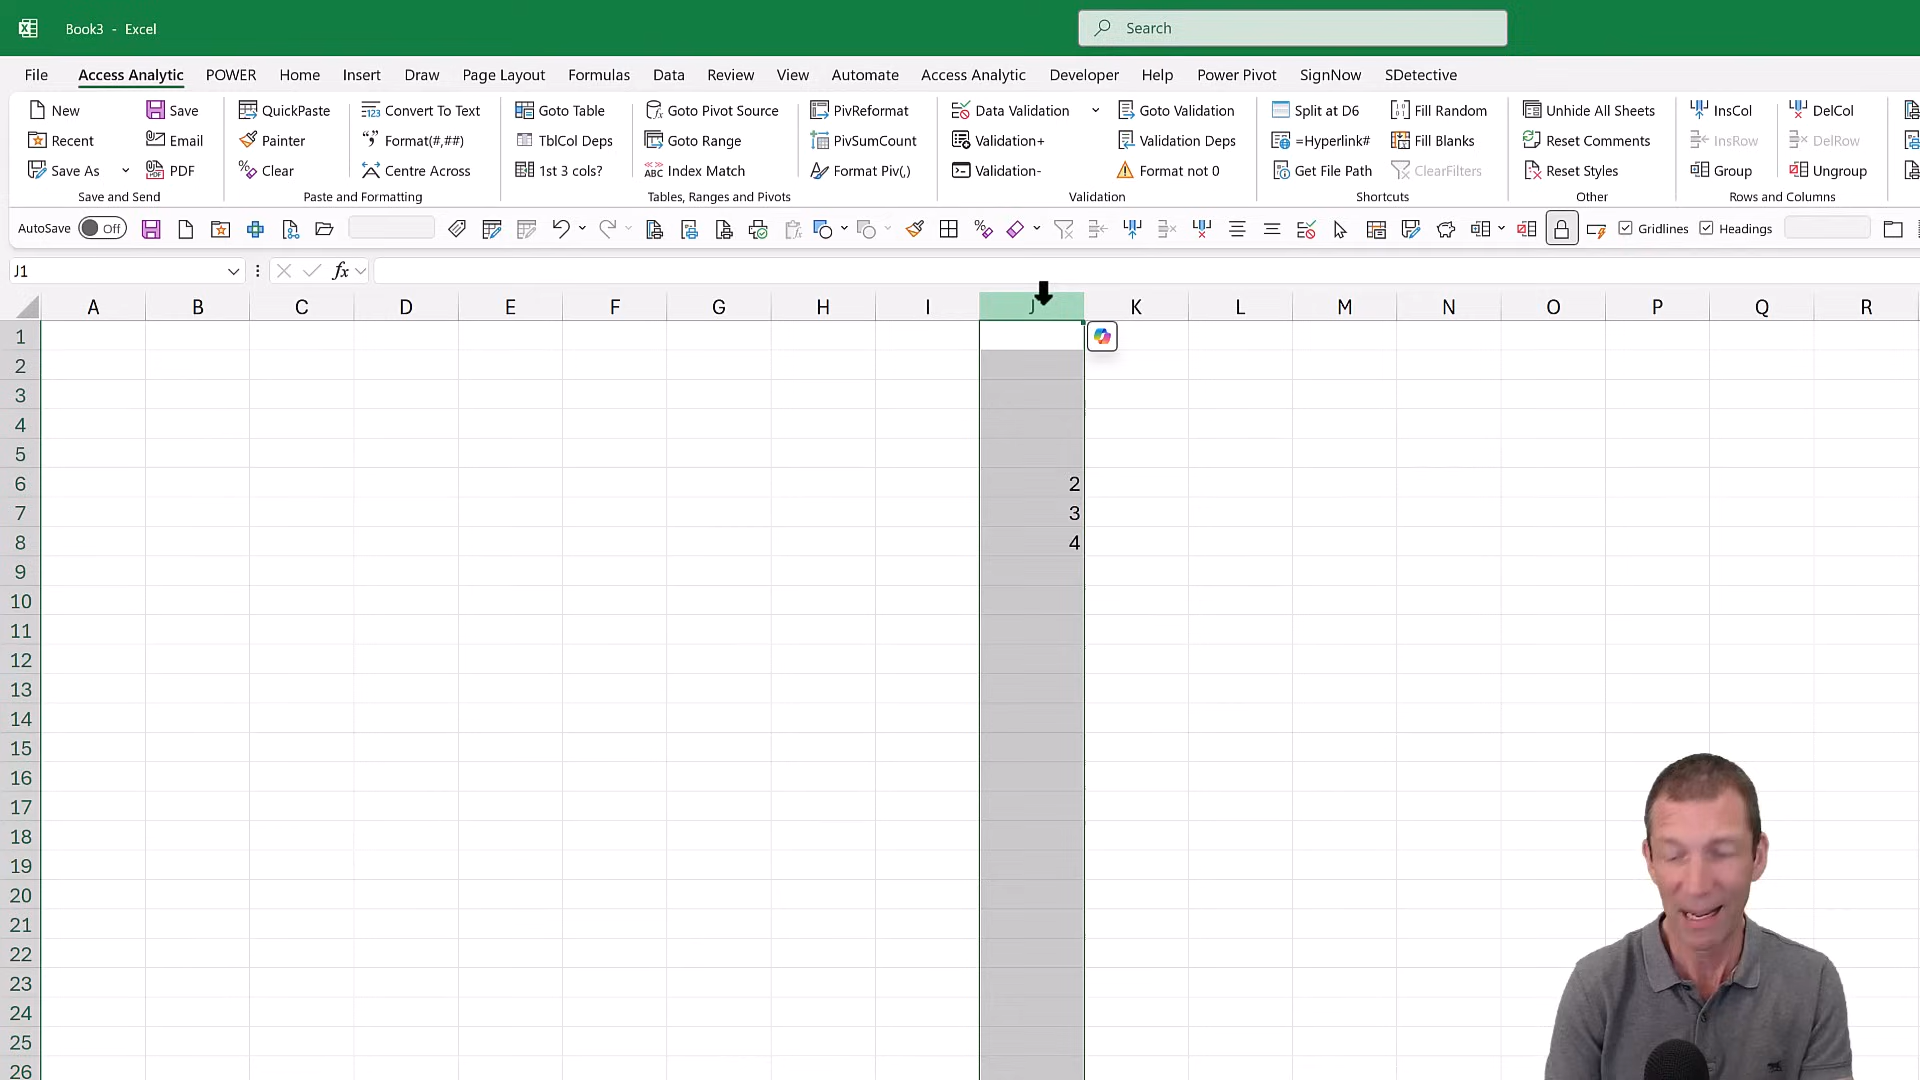 Book3 - Excel
Search
File Access Analytic POWER Home Insert Draw Page Layout Formulas Data Review View Automate Access Analytic Developer Help Power Pivot SignNow SDetective
New Save QuickPaste Convert To Text Goto Table Goto Pivot Source PivReformat Data Validation Goto Validation Split at D6 Fill Random Unhide All Sheets InsCol DelCol
Recent Email Painter Format(#,##) TblCol Deps Goto Range PivSumCount Validation+ Validation Deps =Hyperlink# Fill Blanks Reset Comments InsRow DelRow
Save As PDF Clear Centre Across 1st 3 cols? Index Match Format Piv(,) Validation- Format not 0 Get File Path ClearFilters Reset Styles Group Ungroup
Save and Send Paste and Formatting Tables, Ranges and Pivots Validation Shortcuts Other Rows and Columns
AutoSave Off Gridlines Headings
J1 fx
A B C D E F G H I J K L M N O P Q R
1
2
3
4
5
6 2
7 3
8 4
9
10
11
12
13
14
15
16
17
18
19
20
21
22
23
24
25
26